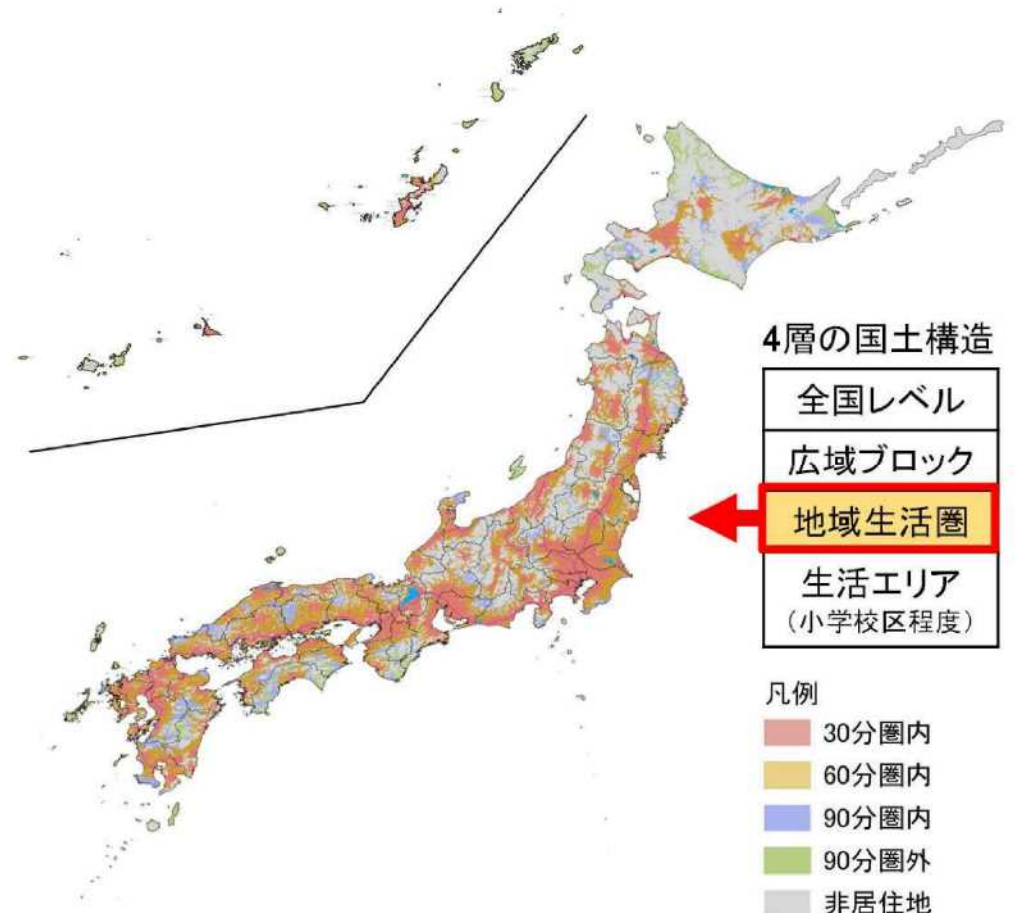 4層の国土構造
全国レベル
広域ブロック
地域生活圏
生活エリア
(小学校区程度)
凡例
30分圏内
60分圏内
90分圏内
90分圏外
非居住地